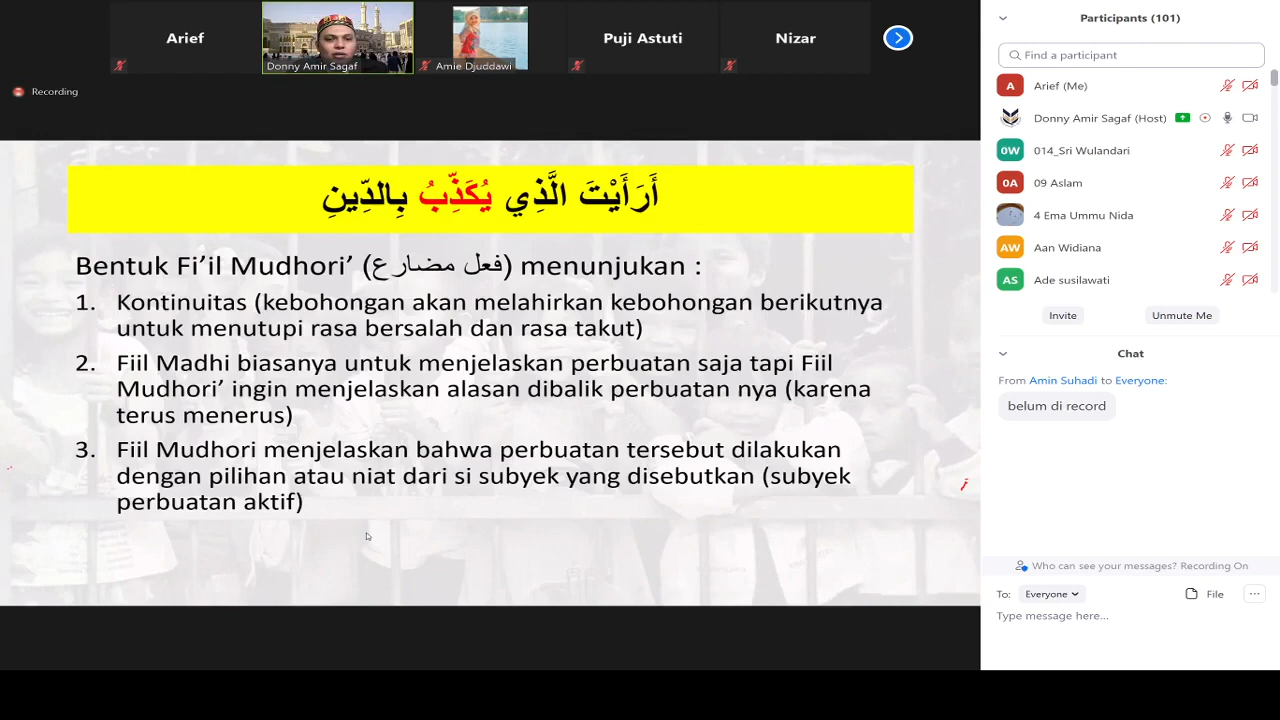 Arief
Donny Amir Sagaf
Amie Djuddawi
Puji Astuti
Nizar
Recording
أَرَأَيْتَ الَّذِي يُكَذِّبُ بِالدِّينِ
Bentuk Fi’il Mudhori’ (فعل مضارع) menunjukan :
1. Kontinuitas (kebohongan akan melahirkan kebohongan berikutnya
untuk menutupi rasa bersalah dan rasa takut)
2. Fiil Madhi biasanya untuk menjelaskan perbuatan saja tapi Fiil
Mudhori’ ingin menjelaskan alasan dibalik perbuatan nya (karena
terus menerus)
3. Fiil Mudhori menjelaskan bahwa perbuatan tersebut dilakukan
dengan pilihan atau niat dari si subyek yang disebutkan (subyek
perbuatan aktif)
Participants (101)
Find a participant
A Arief (Me)
Donny Amir Sagaf (Host)
0W 014_Sri Wulandari
0A 09 Aslam
4 Ema Ummu Nida
AW Aan Widiana
AS Ade susilawati
Invite
Unmute Me
Chat
From Amin Suhadi to Everyone:
belum di record
Who can see your messages? Recording On
To: Everyone
File
Type message here...